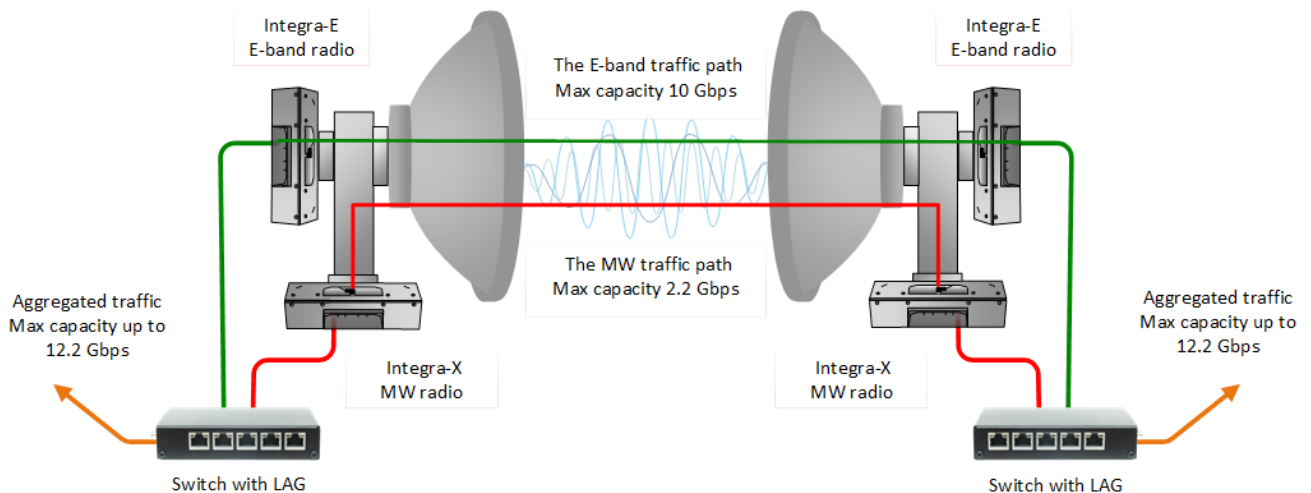 Integra-E
E-band radio
The E-band traffic path
Max capacity 10 Gbps
Integra-E
E-band radio
The MW traffic path
Max capacity 2.2 Gbps
Aggregated traffic
Max capacity up to
12.2 Gbps
Integra-X
MW radio
Integra-X
MW radio
Aggregated traffic
Max capacity up to
12.2 Gbps
Switch with LAG
Switch with LAG